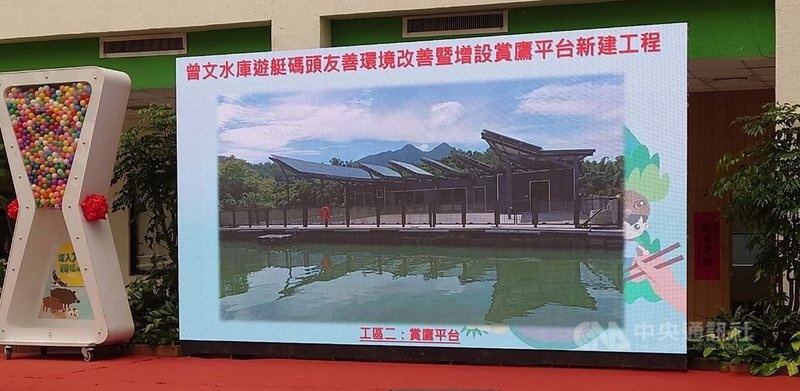 曾文水庫遊艇碼頭友善環境改善暨增設賞鷹平台新建工程
工區二：賞鷹平台
CNA 中央通訊社